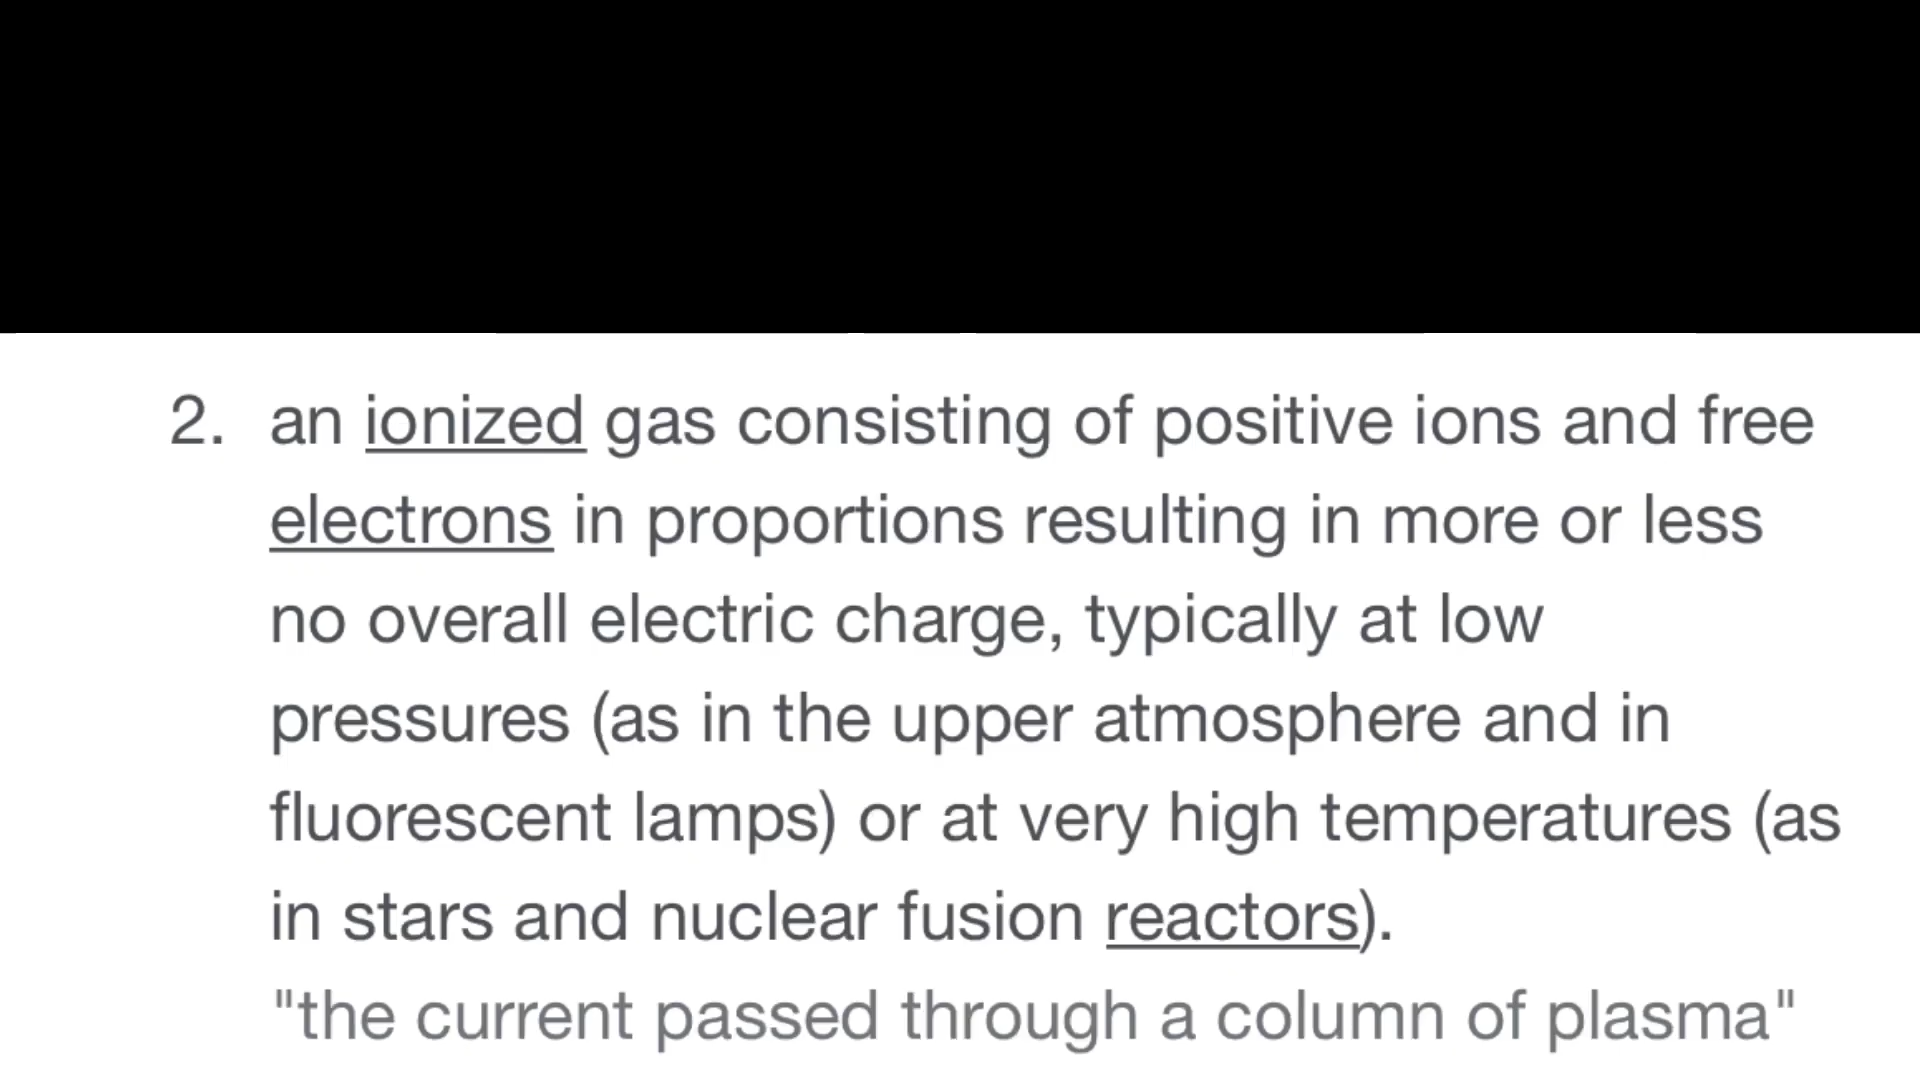 2. an ionized gas consisting of positive ions and free
electrons in proportions resulting in more or less
no overall electric charge, typically at low
pressures (as in the upper atmosphere and in
fluorescent lamps) or at very high temperatures (as
in stars and nuclear fusion reactors).
"the current passed through a column of plasma"